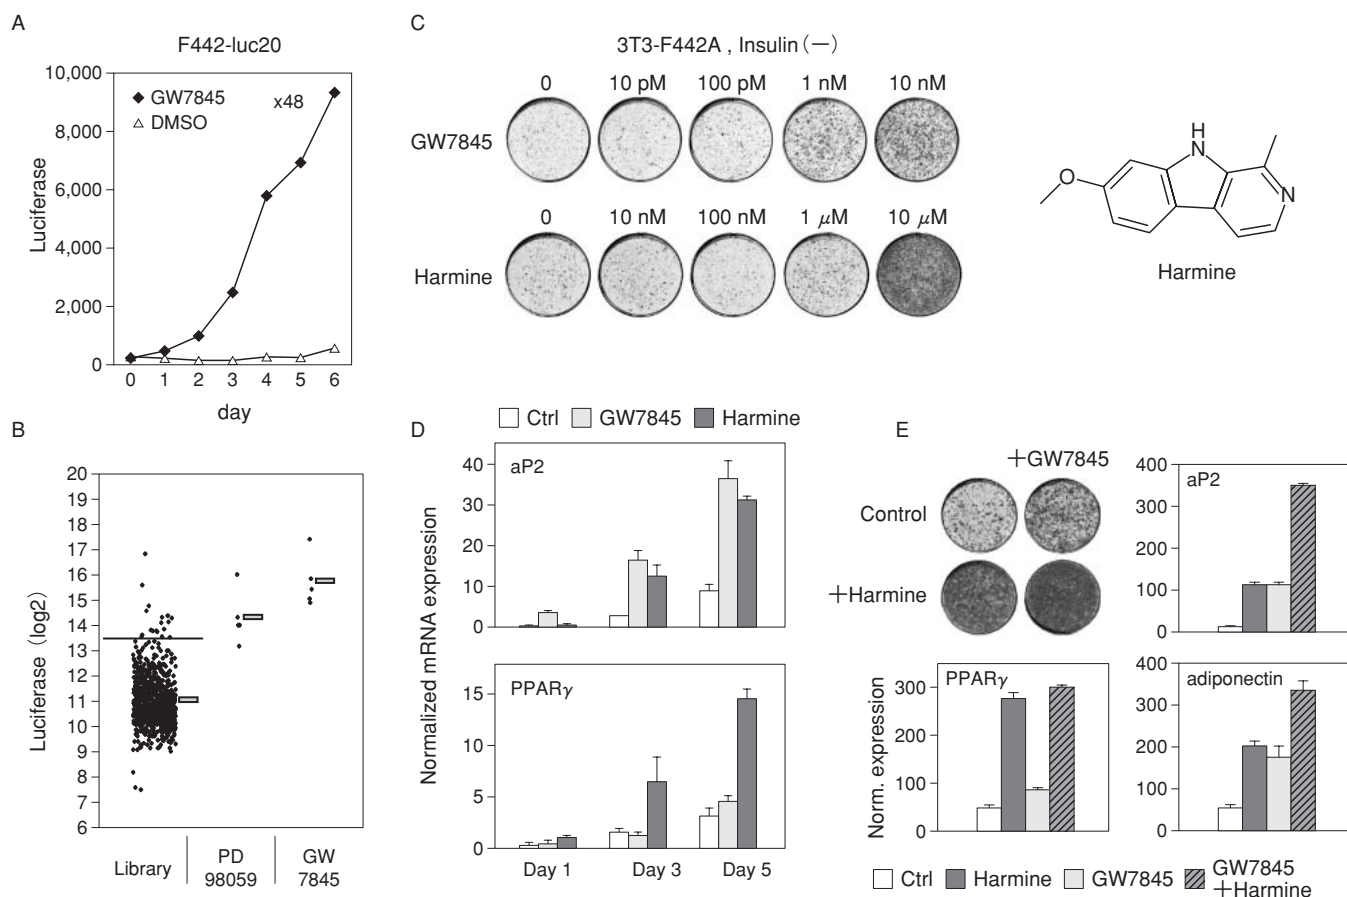 A
F442-luc20
10,000
8,000
6,000
4,000
2,000
0
Luciferase
GW7845
DMSO
x48
0 1 2 3 4 5 6
day
B
20
19
18
17
16
15
14
13
12
11
10
9
8
7
6
Luciferase (log2)
Library
PD
98059
GW
7845
C
3T3-F442A , Insulin (—)
0 10 pM 100 pM 1 nM 10 nM
GW7845
0 10 nM 100 nM 1 μM 10 μM
Harmine
H
N
O
N
Harmine
D
Ctrl GW7845 Harmine
aP2
40
30
20
10
0
PPARγ
15
10
5
0
Normalized mRNA expression
Day 1 Day 3 Day 5
E
+GW7845
Control
+Harmine
aP2
400
300
200
100
0
PPARγ
300
200
100
0
Norm. expression
adiponectin
400
300
200
100
0
Ctrl Harmine GW7845 GW7845
+Harmine